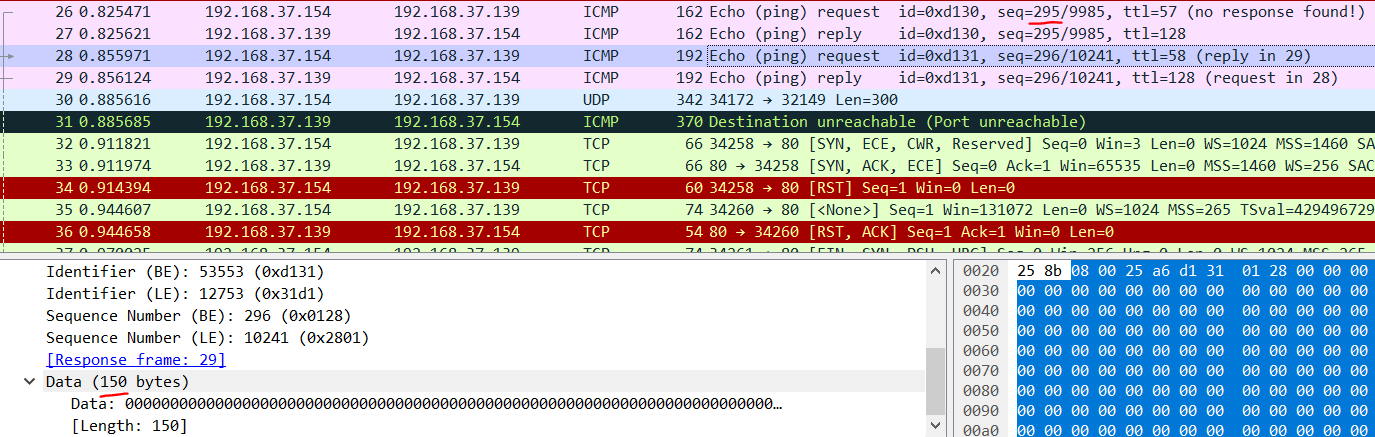 26 0.825471 192.168.37.154 192.168.37.139 ICMP 162 Echo (ping) request id=0xd130, seq=295/9985, ttl=57 (no response found!)
27 0.825621 192.168.37.139 192.168.37.154 ICMP 162 Echo (ping) reply id=0xd130, seq=295/9985, ttl=128
28 0.855971 192.168.37.154 192.168.37.139 ICMP 192 Echo (ping) request id=0xd131, seq=296/10241, ttl=58 (reply in 29)
29 0.856124 192.168.37.139 192.168.37.154 ICMP 192 Echo (ping) reply id=0xd131, seq=296/10241, ttl=128 (request in 28)
30 0.885616 192.168.37.154 192.168.37.139 UDP 342 34172 → 32149 Len=300
31 0.885685 192.168.37.139 192.168.37.154 ICMP 370 Destination unreachable (Port unreachable)
32 0.911821 192.168.37.154 192.168.37.139 TCP 66 34258 → 80 [SYN, ECE, CWR, Reserved] Seq=0 Win=3 Len=0 WS=1024 MSS=1460 SA
33 0.911974 192.168.37.139 192.168.37.154 TCP 66 80 → 34258 [SYN, ACK, ECE] Seq=0 Ack=1 Win=65535 Len=0 MSS=1460 WS=256 SAC
34 0.914394 192.168.37.154 192.168.37.139 TCP 60 34258 → 80 [RST] Seq=1 Win=0 Len=0
35 0.944607 192.168.37.154 192.168.37.139 TCP 74 34260 → 80 [<None>] Seq=1 Win=131072 Len=0 WS=1024 MSS=265 TSval=429496729
36 0.944658 192.168.37.139 192.168.37.154 TCP 54 80 → 34260 [RST, ACK] Seq=1 Ack=1 Win=0 Len=0
Identifier (BE): 53553 (0xd131)
Identifier (LE): 12753 (0x31d1)
Sequence Number (BE): 296 (0x0128)
Sequence Number (LE): 10241 (0x2801)
[Response frame: 29]
Data (150 bytes)
Data: 000000000000000000000000000000000000000000000000000000000000000000000000…
[Length: 150]
0020 25 8b 08 00 25 a6 d1 31 01 28 00 00 00
0030 00 00 00 00 00 00 00 00 00 00 00 00 00
0040 00 00 00 00 00 00 00 00 00 00 00 00 00
0050 00 00 00 00 00 00 00 00 00 00 00 00 00
0060 00 00 00 00 00 00 00 00 00 00 00 00 00
0070 00 00 00 00 00 00 00 00 00 00 00 00 00
0080 00 00 00 00 00 00 00 00 00 00 00 00 00
0090 00 00 00 00 00 00 00 00 00 00 00 00 00
00a0 00 00 00 00 00 00 00 00 00 00 00 00 00